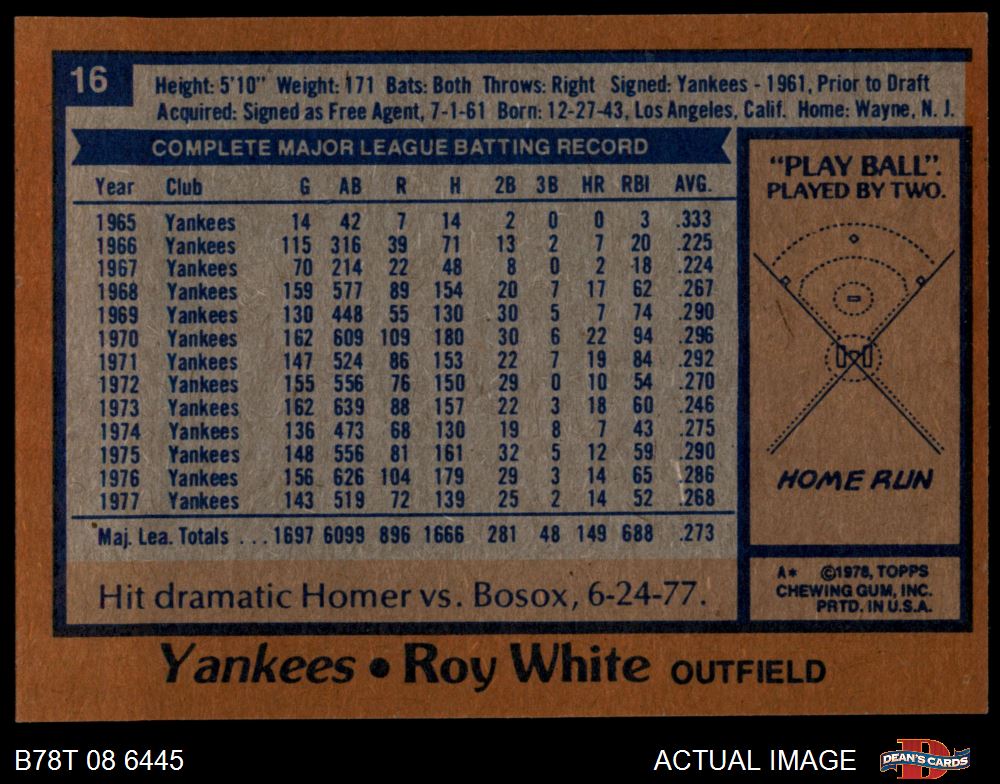 16
Height: 5'10" Weight: 171 Bats: Both Throws: Right Signed: Yankees - 1961, Prior to Draft
Acquired: Signed as Free Agent, 7-1-61 Born: 12-27-43, Los Angeles, Calif. Home: Wayne, N. J.
COMPLETE MAJOR LEAGUE BATTING RECORD
Year Club G AB R H 2B 3B HR RBI AVG.
1965 Yankees 14 42 7 14 2 0 0 3 .333
1966 Yankees 115 316 39 71 13 2 7 20 .225
1967 Yankees 70 214 22 48 8 0 2 18 .224
1968 Yankees 159 577 89 154 20 7 17 62 .267
1969 Yankees 130 448 55 130 30 5 7 74 .290
1970 Yankees 162 609 109 180 30 6 22 94 .296
1971 Yankees 147 524 86 153 22 7 19 84 .292
1972 Yankees 155 556 76 150 29 0 10 54 .270
1973 Yankees 162 639 88 157 22 3 18 60 .246
1974 Yankees 136 473 68 130 19 8 7 43 .275
1975 Yankees 148 556 81 161 32 5 12 59 .290
1976 Yankees 156 626 104 179 29 3 14 65 .286
1977 Yankees 143 519 72 139 25 2 14 52 .268
Maj. Lea. Totals ... 1697 6099 896 1666 281 48 149 688 .273
Hit dramatic Homer vs. Bosox, 6-24-77.
"PLAY BALL".
PLAYED BY TWO.
HOME RUN
A* ©1978, TOPPS
CHEWING GUM, INC.
PRTD. IN U.S.A.
Yankees • Roy White OUTFIELD
B78T 08 6445
ACTUAL IMAGE
DEAN'S CARDS